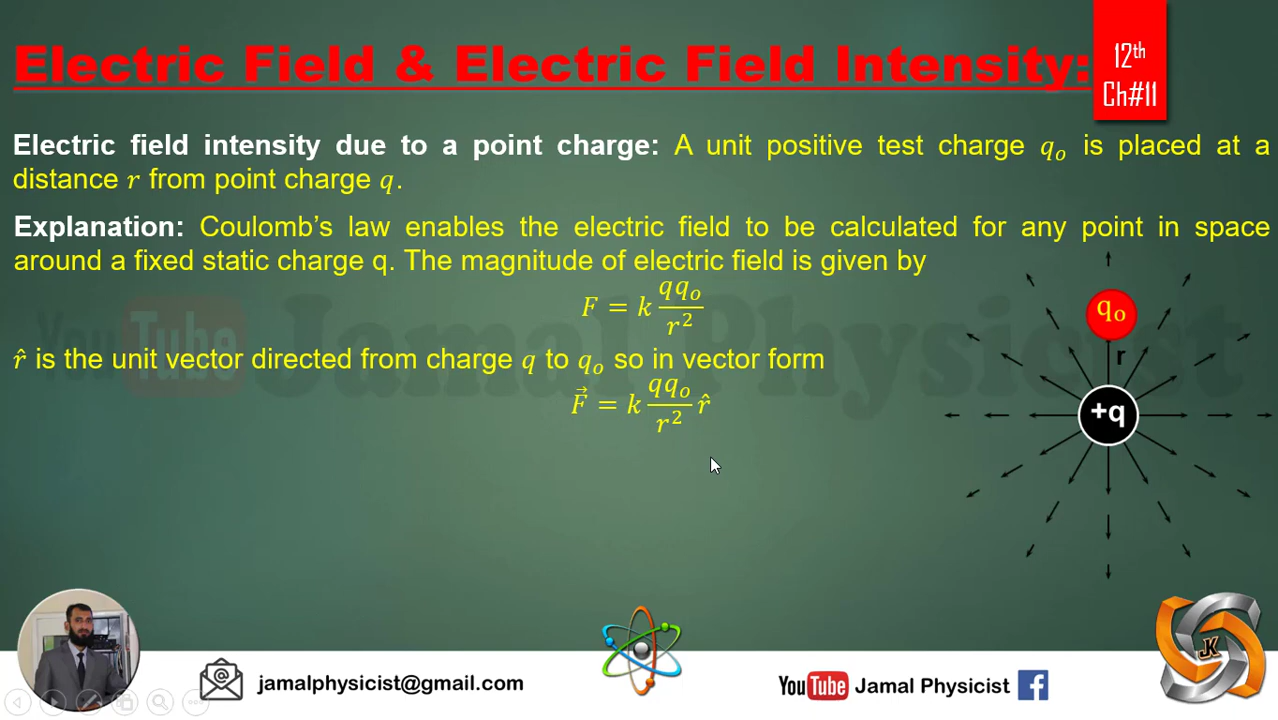 Electric Field & Electric Field Intensity:
12th
Ch#11
Electric field intensity due to a point charge: A unit positive test charge qₒ is placed at a
distance r from point charge q.
Explanation: Coulomb’s law enables the electric field to be calculated for any point in space
around a fixed static charge q. The magnitude of electric field is given by
F = k qqₒ/r²
r̂ is the unit vector directed from charge q to qₒ so in vector form
F⃗ = k qqₒ/r² r̂
qₒ
r
+q
YouTube Jamal Physicist
jamalphysicist@gmail.com
YouTube Jamal Physicist f
JK